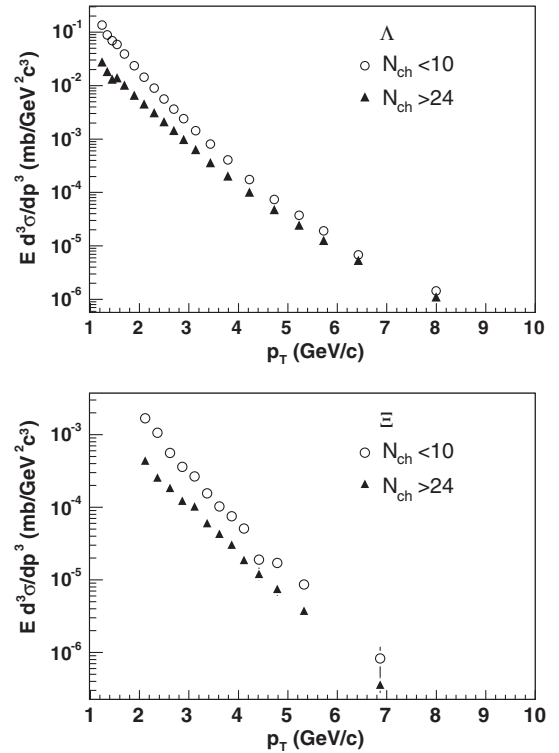 Λ
N_ch <10
N_ch >24
E d³σ/dp³ (mb/GeV²c³)
10⁻¹
10⁻²
10⁻³
10⁻⁴
10⁻⁵
10⁻⁶
1 2 3 4 5 6 7 8 9 10
p_T (GeV/c)
Ξ
N_ch <10
N_ch >24
E d³σ/dp³ (mb/GeV²c³)
10⁻³
10⁻⁴
10⁻⁵
10⁻⁶
1 2 3 4 5 6 7 8 9 10
p_T (GeV/c)